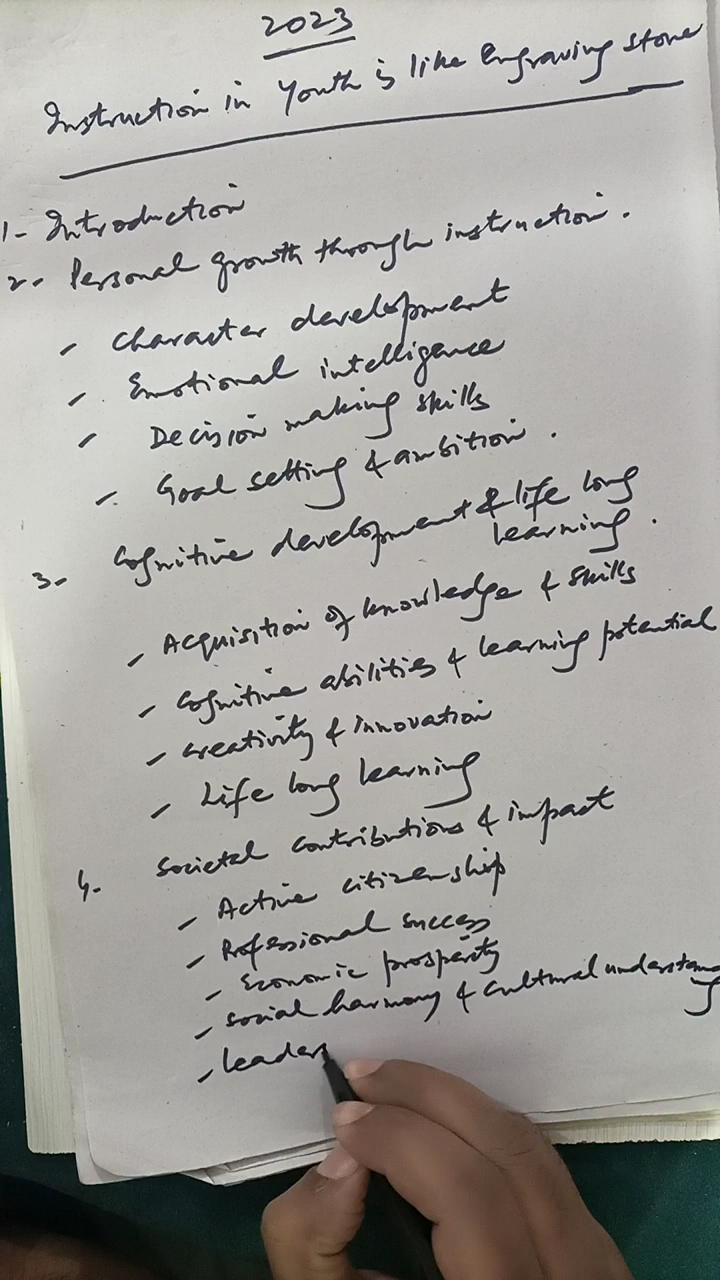 2023
Instruction in Youth is like Engraving stone
1- Introduction
2- Personal growth through instruction.
- Character development
- Emotional intelligence
- Decision making skills
- Goal setting & ambition.
3- Cognitive development & life long
learning.
- Acquisition of knowledge & skills
- Cognitive abilities & learning potential
- Creativity & innovation
- Life long learning
4- Societal contributions & impact
- Active citizenship
- Professional success
- Economic prosperity
- Social harmony & cultural understanding
- leaders